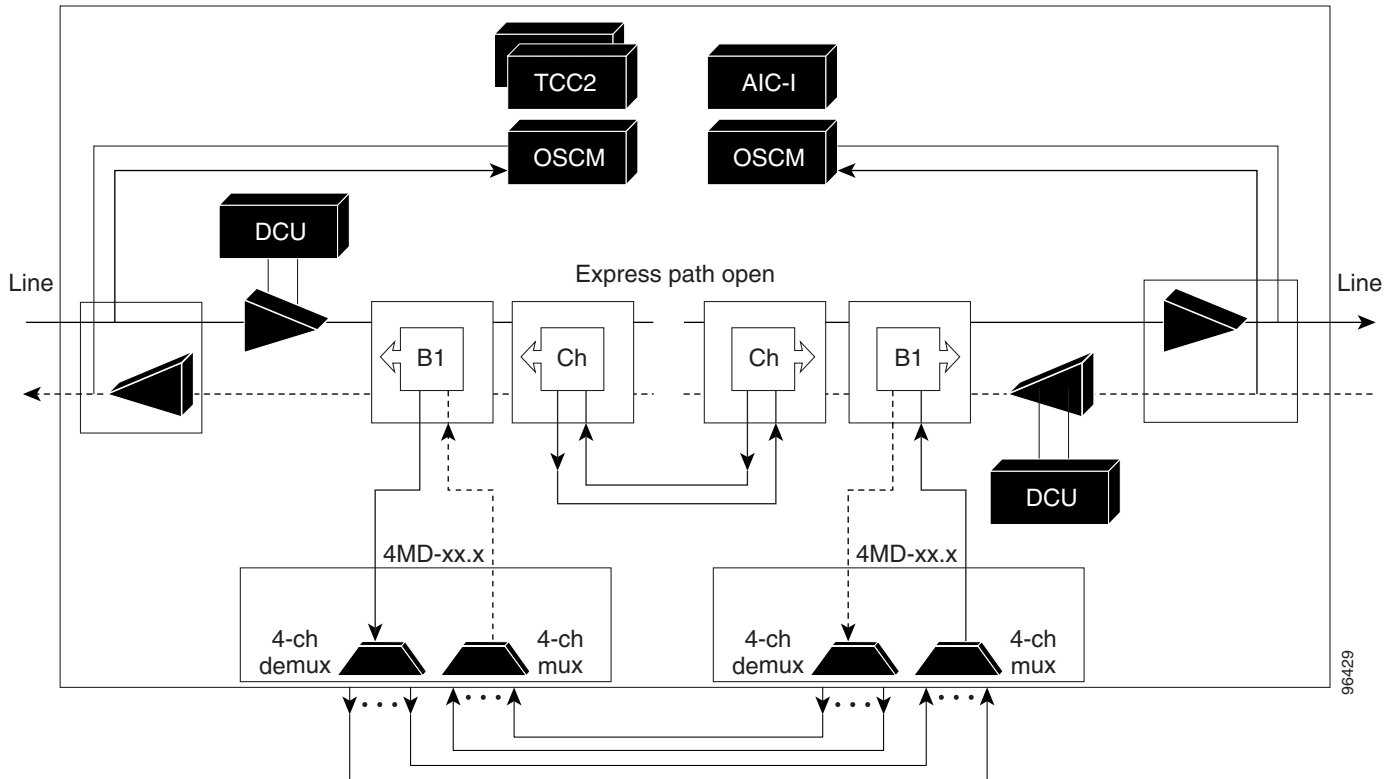 TCC2
AIC-I
OSCM
OSCM
DCU
Line
Express path open
Line
B1
Ch
Ch
B1
DCU
4MD-xx.x
4MD-xx.x
4-ch
demux
4-ch
mux
4-ch
demux
4-ch
mux
96429